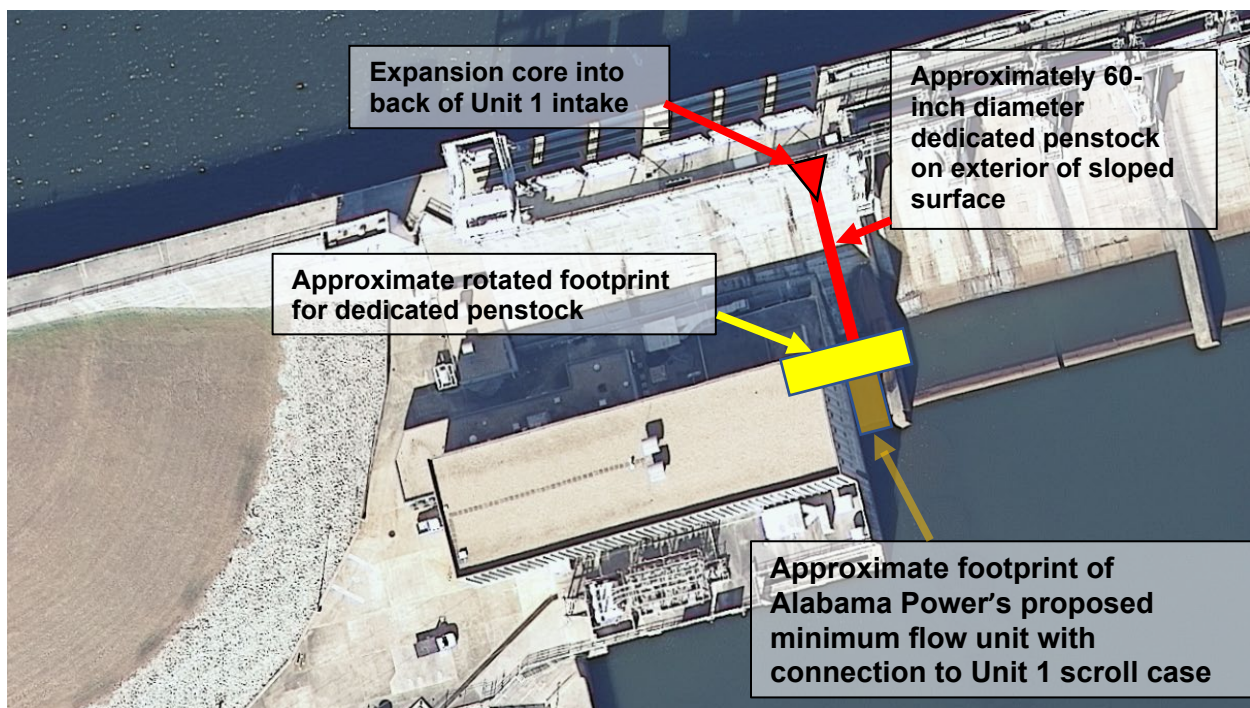 Expansion core into
back of Unit 1 intake
Approximately 60-
inch diameter
dedicated penstock
on exterior of sloped
surface
Approximate rotated footprint
for dedicated penstock
Approximate footprint of
Alabama Power’s proposed
minimum flow unit with
connection to Unit 1 scroll case